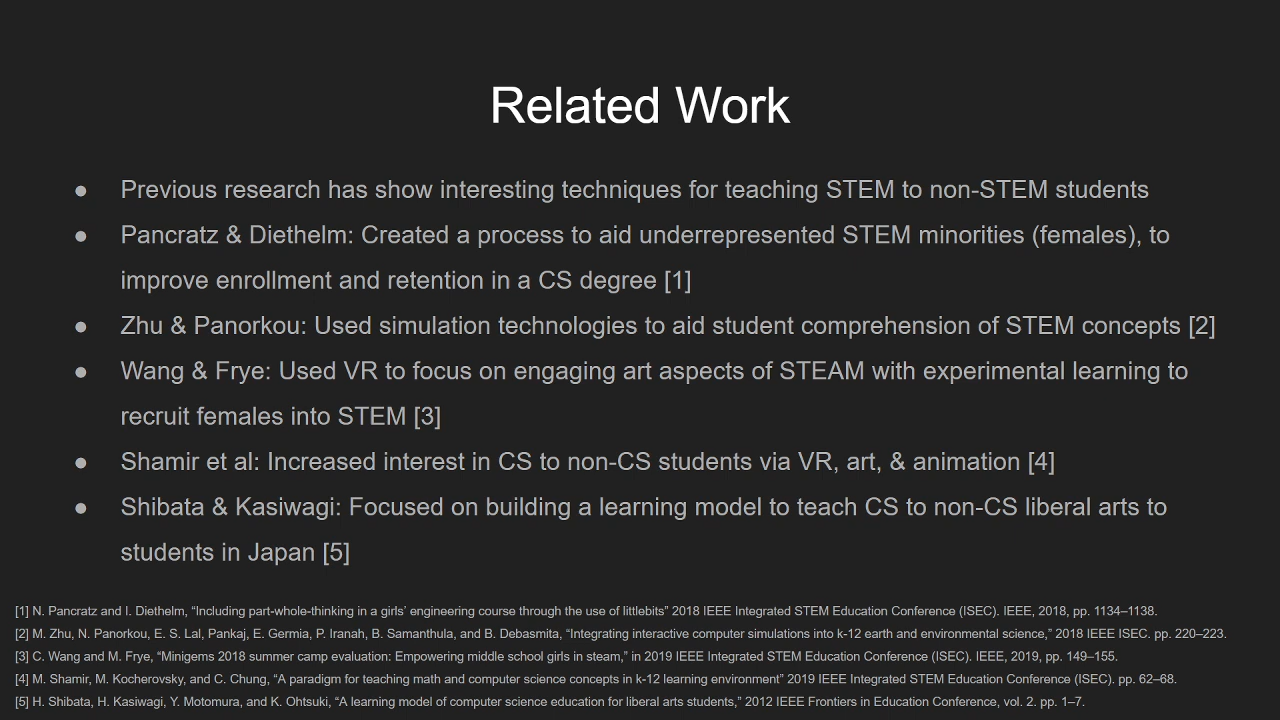 Related Work
● Previous research has show interesting techniques for teaching STEM to non-STEM students
● Pancratz & Diethelm: Created a process to aid underrepresented STEM minorities (females), to
improve enrollment and retention in a CS degree [1]
● Zhu & Panorkou: Used simulation technologies to aid student comprehension of STEM concepts [2]
● Wang & Frye: Used VR to focus on engaging art aspects of STEAM with experimental learning to
recruit females into STEM [3]
● Shamir et al: Increased interest in CS to non-CS students via VR, art, & animation [4]
● Shibata & Kasiwagi: Focused on building a learning model to teach CS to non-CS liberal arts to
students in Japan [5]
[1] N. Pancratz and I. Diethelm, “Including part-whole-thinking in a girls’ engineering course through the use of littlebits” 2018 IEEE Integrated STEM Education Conference (ISEC). IEEE, 2018, pp. 1134–1138.
[2] M. Zhu, N. Panorkou, E. S. Lal, Pankaj, E. Germia, P. Iranah, B. Samanthula, and B. Debasmita, “Integrating interactive computer simulations into k-12 earth and environmental science,” 2018 IEEE ISEC. pp. 220–223.
[3] C. Wang and M. Frye, “Minigems 2018 summer camp evaluation: Empowering middle school girls in steam,” in 2019 IEEE Integrated STEM Education Conference (ISEC). IEEE, 2019, pp. 149–155.
[4] M. Shamir, M. Kocherovsky, and C. Chung, “A paradigm for teaching math and computer science concepts in k-12 learning environment” 2019 IEEE Integrated STEM Education Conference (ISEC). pp. 62–68.
[5] H. Shibata, H. Kasiwagi, Y. Motomura, and K. Ohtsuki, “A learning model of computer science education for liberal arts students,” 2012 IEEE Frontiers in Education Conference, vol. 2. pp. 1–7.